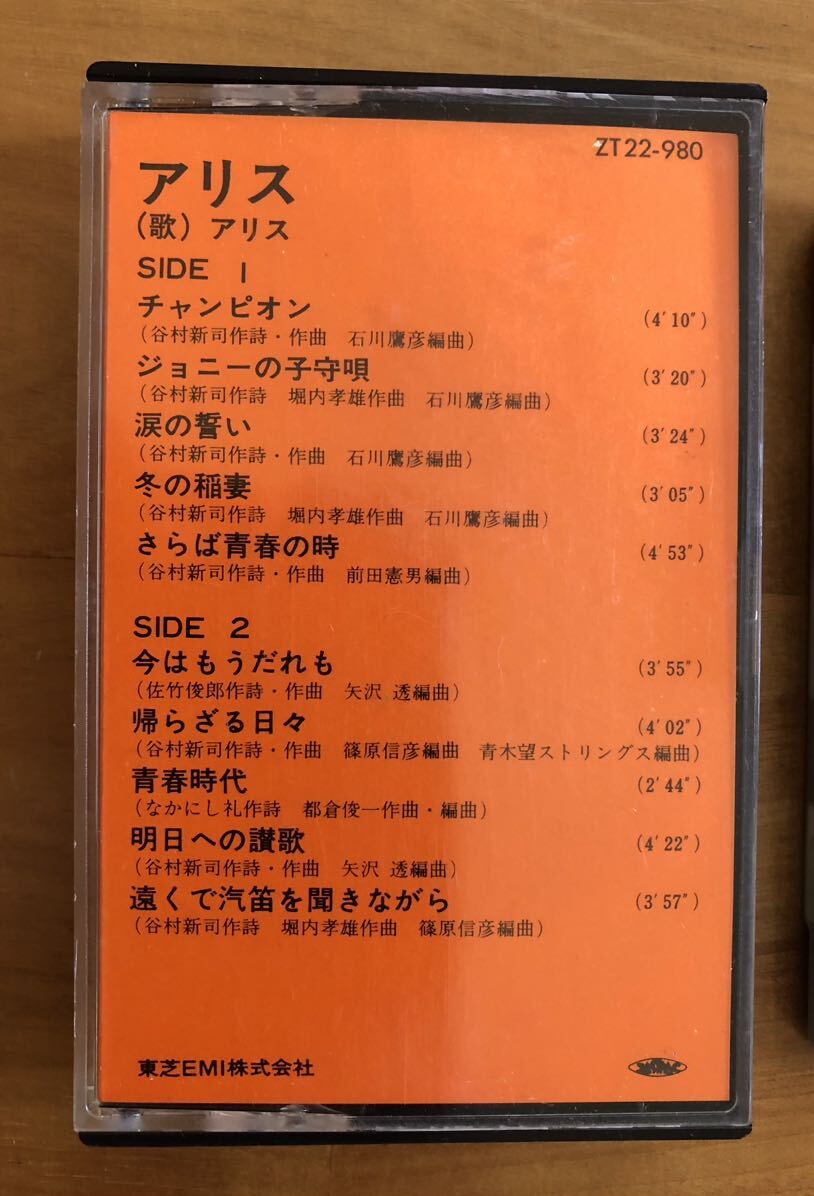 ZT22-980
アリス
(歌) アリス
SIDE 1
チャンピオン (4′10″)
(谷村新司作詩・作曲 石川鷹彦編曲)
ジョニーの子守唄 (3′20″)
(谷村新司作詩 堀内孝雄作曲 石川鷹彦編曲)
涙の誓い (3′24″)
(谷村新司作詩・作曲 石川鷹彦編曲)
冬の稲妻 (3′05″)
(谷村新司作詩 堀内孝雄作曲 石川鷹彦編曲)
さらば青春の時 (4′53″)
(谷村新司作詩・作曲 前田憲男編曲)
SIDE 2
今はもうだれも (3′55″)
(佐竹俊郎作詩・作曲 矢沢 透編曲)
帰らざる日々 (4′02″)
(谷村新司作詩・作曲 篠原信彦編曲 青木望ストリングス編曲)
青春時代 (2′44″)
(なかにし礼作詩 都倉俊一作曲・編曲)
明日への讃歌 (4′22″)
(谷村新司作詩・作曲 矢沢 透編曲)
遠くで汽笛を聞きながら (3′57″)
(谷村新司作詩 堀内孝雄作曲 篠原信彦編曲)
東芝EMI株式会社